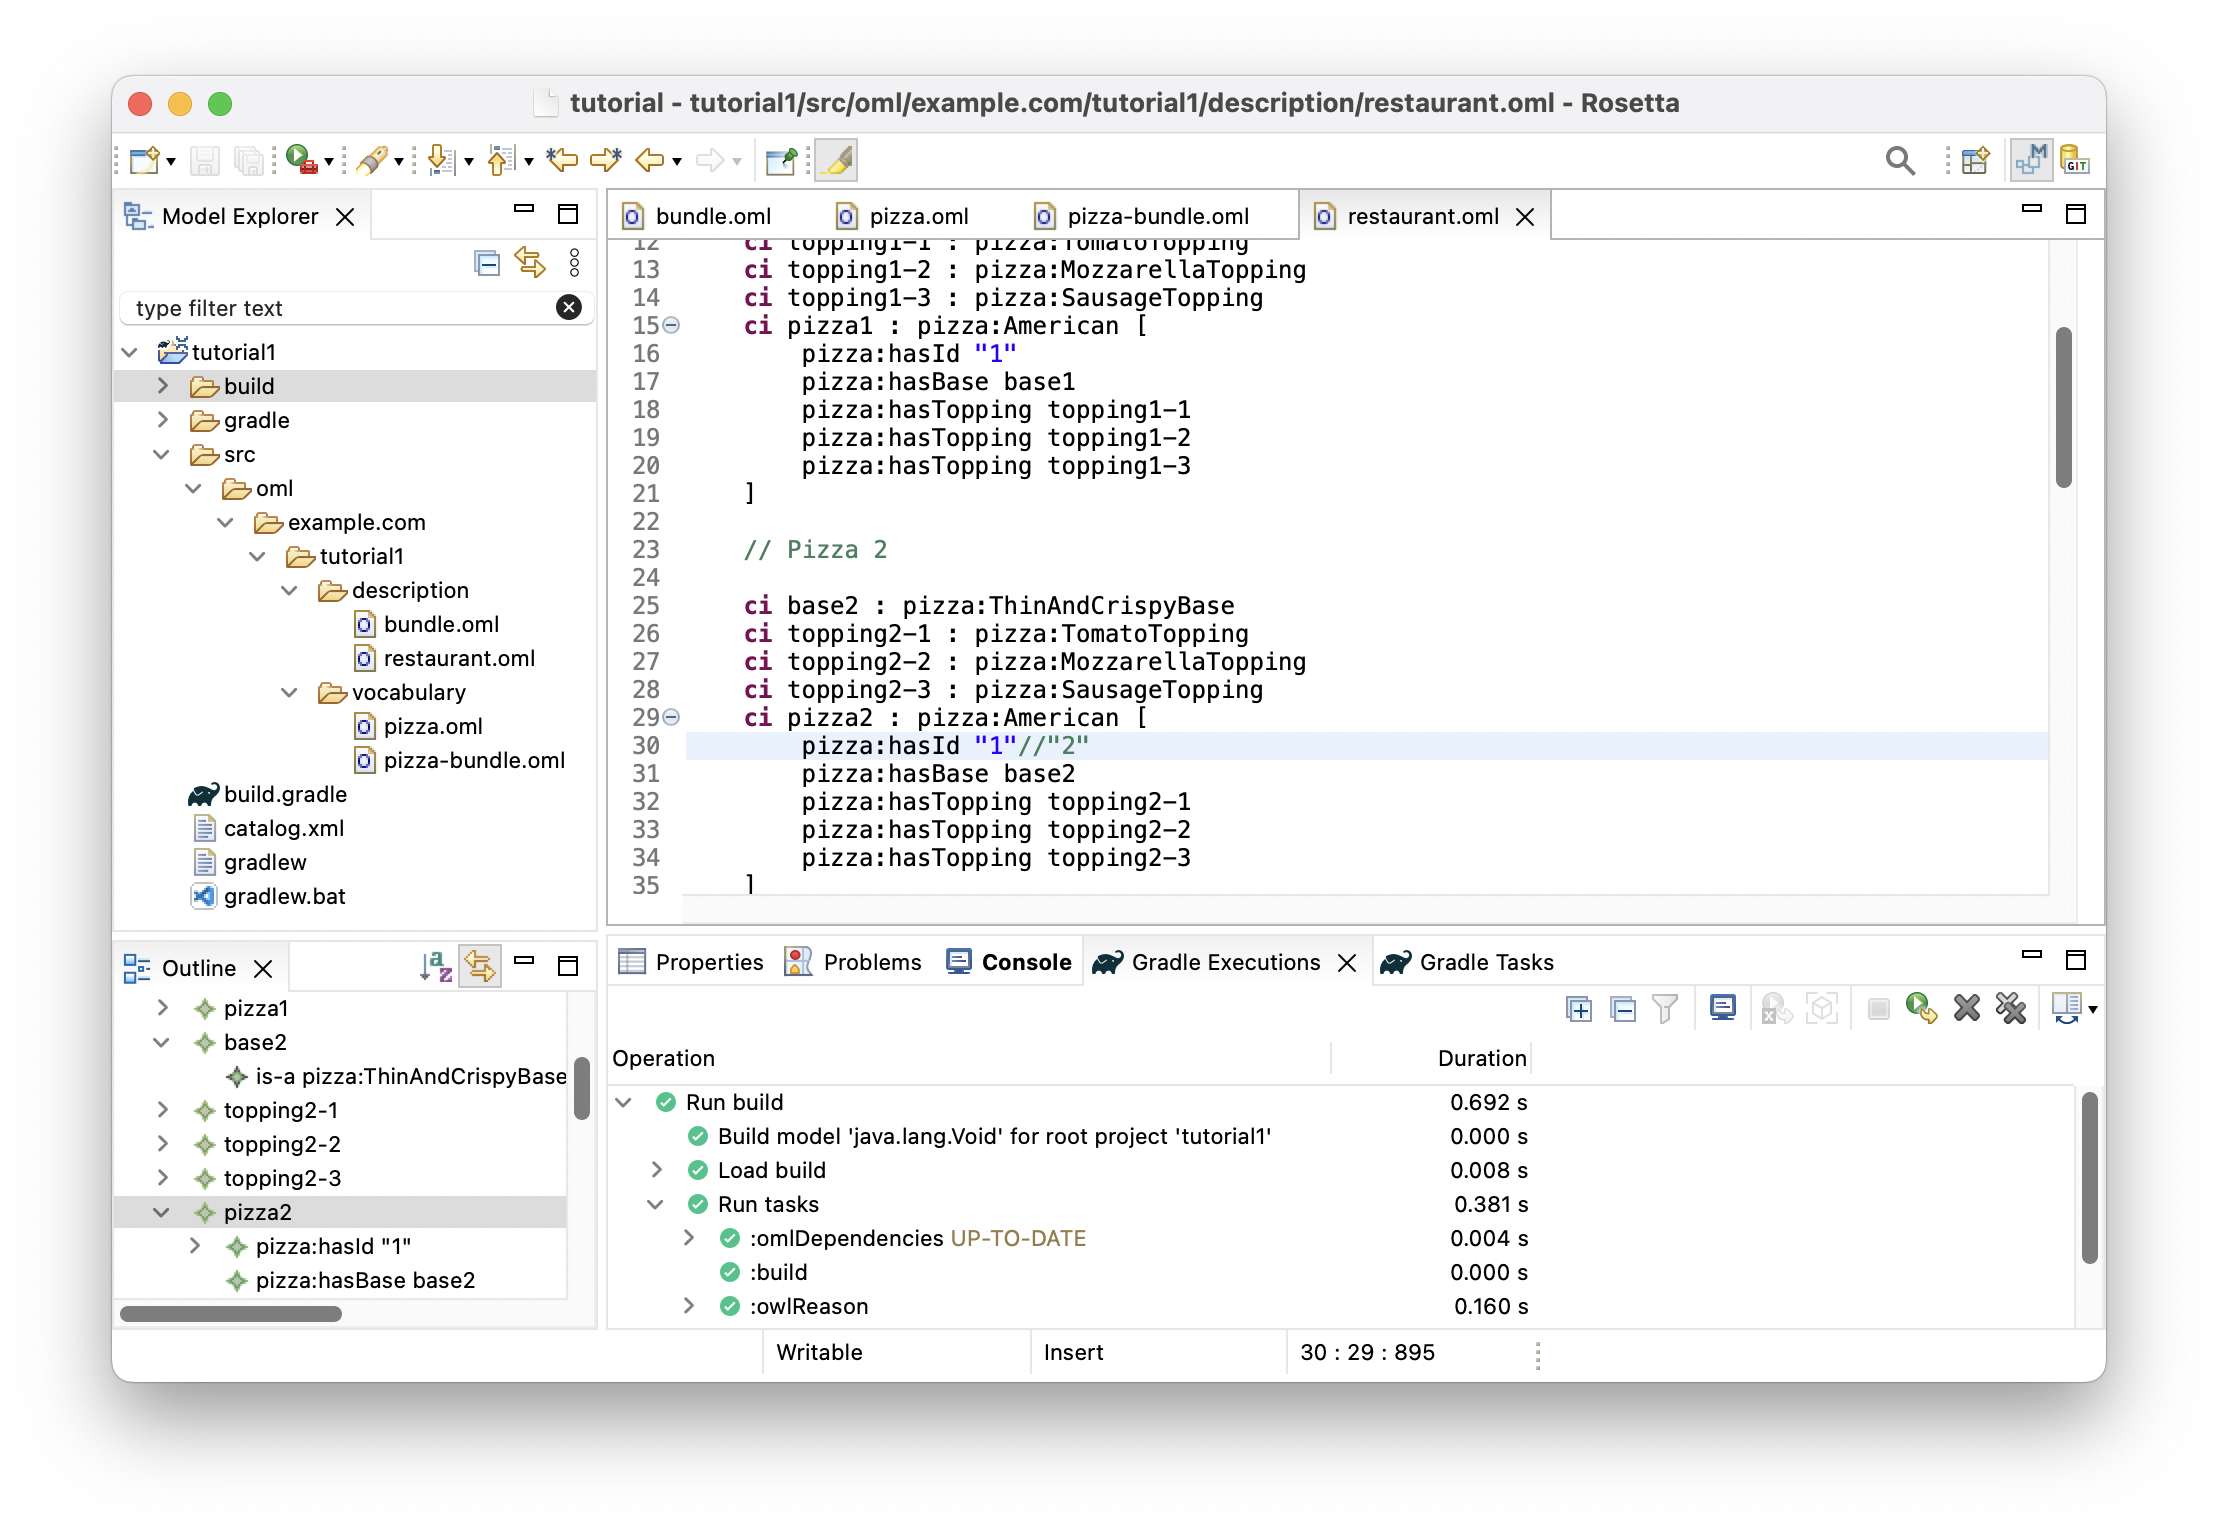 tutorial - tutorial1/src/oml/example.com/tutorial1/description/restaurant.oml - Rosetta
M
GIT
Model Explorer
type filter text
tutorial1
build
gradle
src
oml
example.com
tutorial1
description
bundle.oml
restaurant.oml
vocabulary
pizza.oml
pizza-bundle.oml
build.gradle
catalog.xml
gradlew
gradlew.bat
bundle.oml pizza.oml pizza-bundle.oml restaurant.oml
12 ci topping1-1 : pizza:TomatoTopping
13 ci topping1-2 : pizza:MozzarellaTopping
14 ci topping1-3 : pizza:SausageTopping
15 ci pizza1 : pizza:American [
16 pizza:hasId "1"
17 pizza:hasBase base1
18 pizza:hasTopping topping1-1
19 pizza:hasTopping topping1-2
20 pizza:hasTopping topping1-3
21 ]
22
23 // Pizza 2
24
25 ci base2 : pizza:ThinAndCrispyBase
26 ci topping2-1 : pizza:TomatoTopping
27 ci topping2-2 : pizza:MozzarellaTopping
28 ci topping2-3 : pizza:SausageTopping
29 ci pizza2 : pizza:American [
30 pizza:hasId "1"//"2"
31 pizza:hasBase base2
32 pizza:hasTopping topping2-1
33 pizza:hasTopping topping2-2
34 pizza:hasTopping topping2-3
35 ]
Outline
a z
pizza1
base2
is-a pizza:ThinAndCrispyBase
topping2-1
topping2-2
topping2-3
pizza2
pizza:hasId "1"
pizza:hasBase base2
Properties Problems Console Gradle Executions Gradle Tasks
Operation Duration
Run build 0.692 s
Build model 'java.lang.Void' for root project 'tutorial1' 0.000 s
Load build 0.008 s
Run tasks 0.381 s
:omlDependencies UP-TO-DATE 0.004 s
:build 0.000 s
:owlReason 0.160 s
Writable Insert 30 : 29 : 895